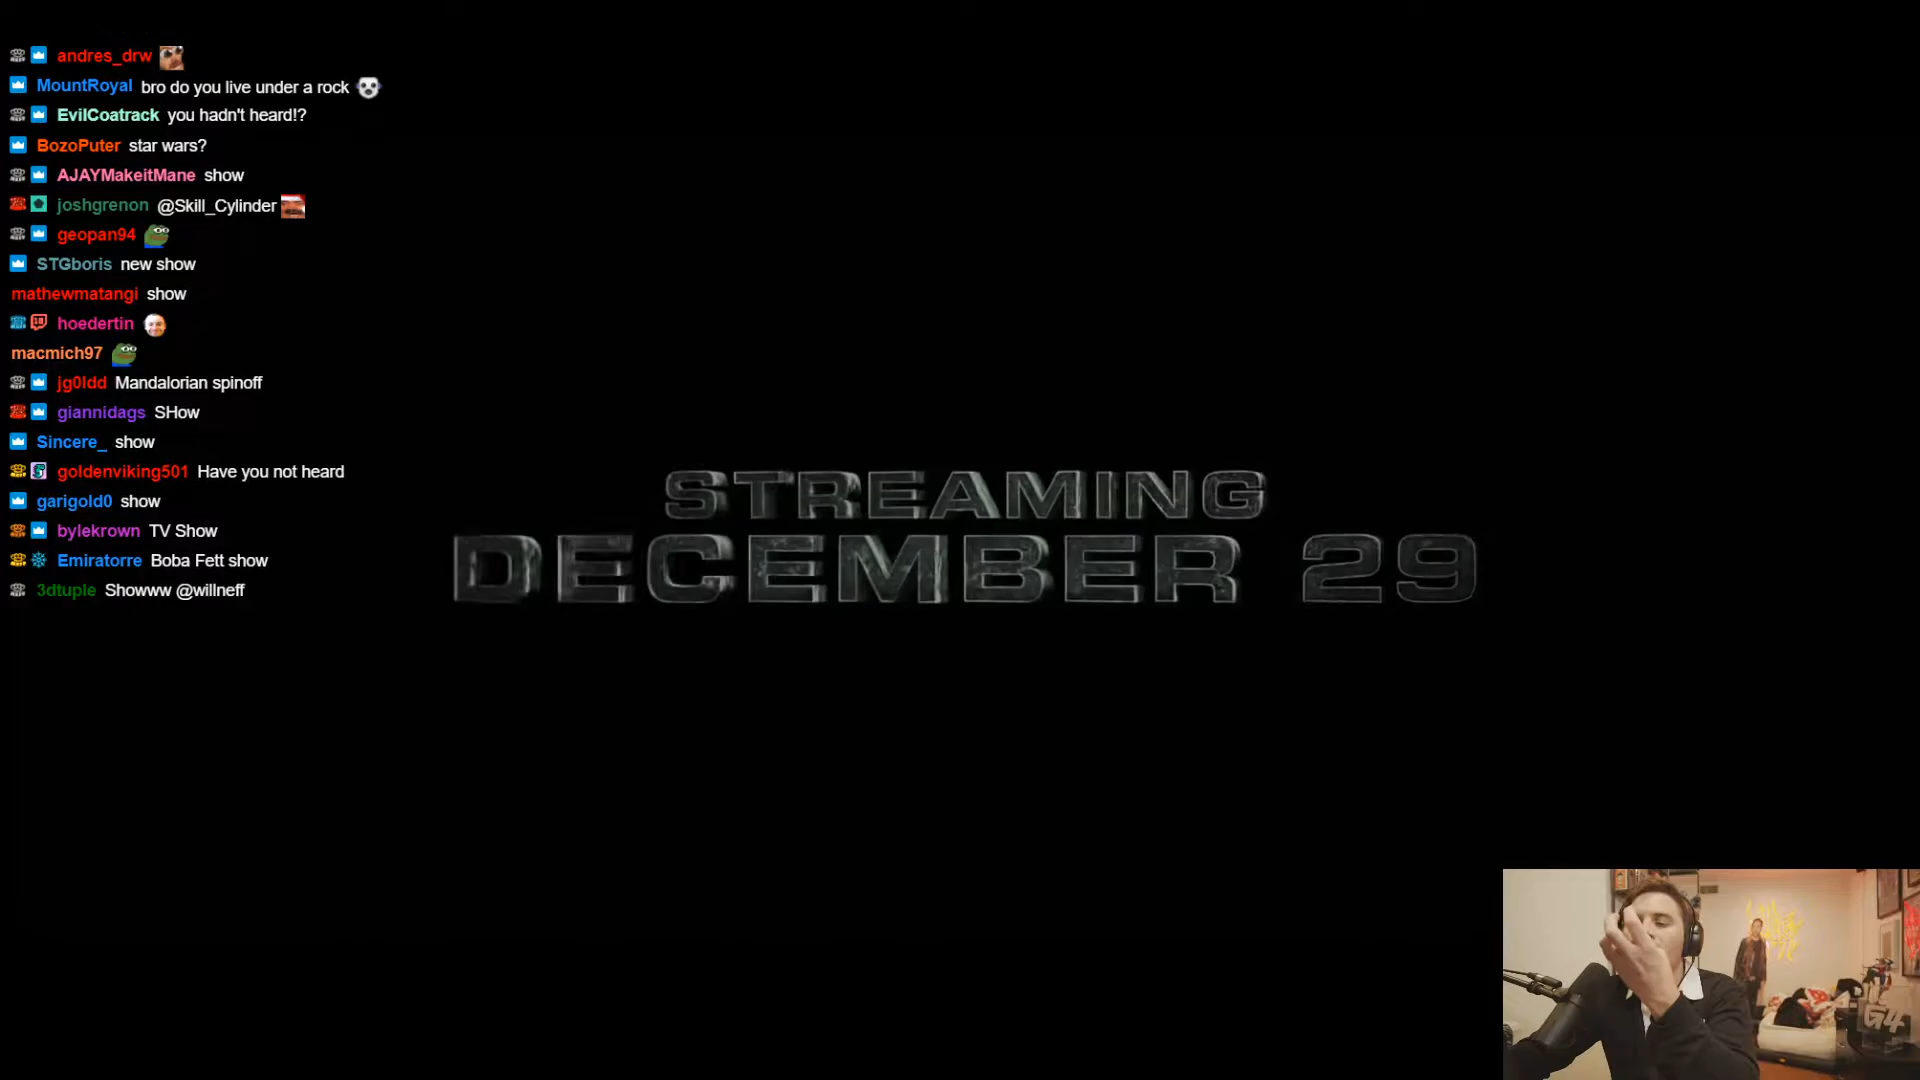 andres_drw
MountRoyal bro do you live under a rock
EvilCoatrack you hadn't heard!?
BozoPuter star wars?
AJAYMakeitMane show
joshgrenon @Skill_Cylinder
geopan94
STGboris new show
mathewmatangi show
hoedertin
macmich97
jg0ldd Mandalorian spinoff
giannidags SHow
Sincere_ show
goldenviking501 Have you not heard
garigold0 show
bylekrown TV Show
Emiratorre Boba Fett show
3dtuple Showww @willneff
STREAMING
DECEMBER 29
G4